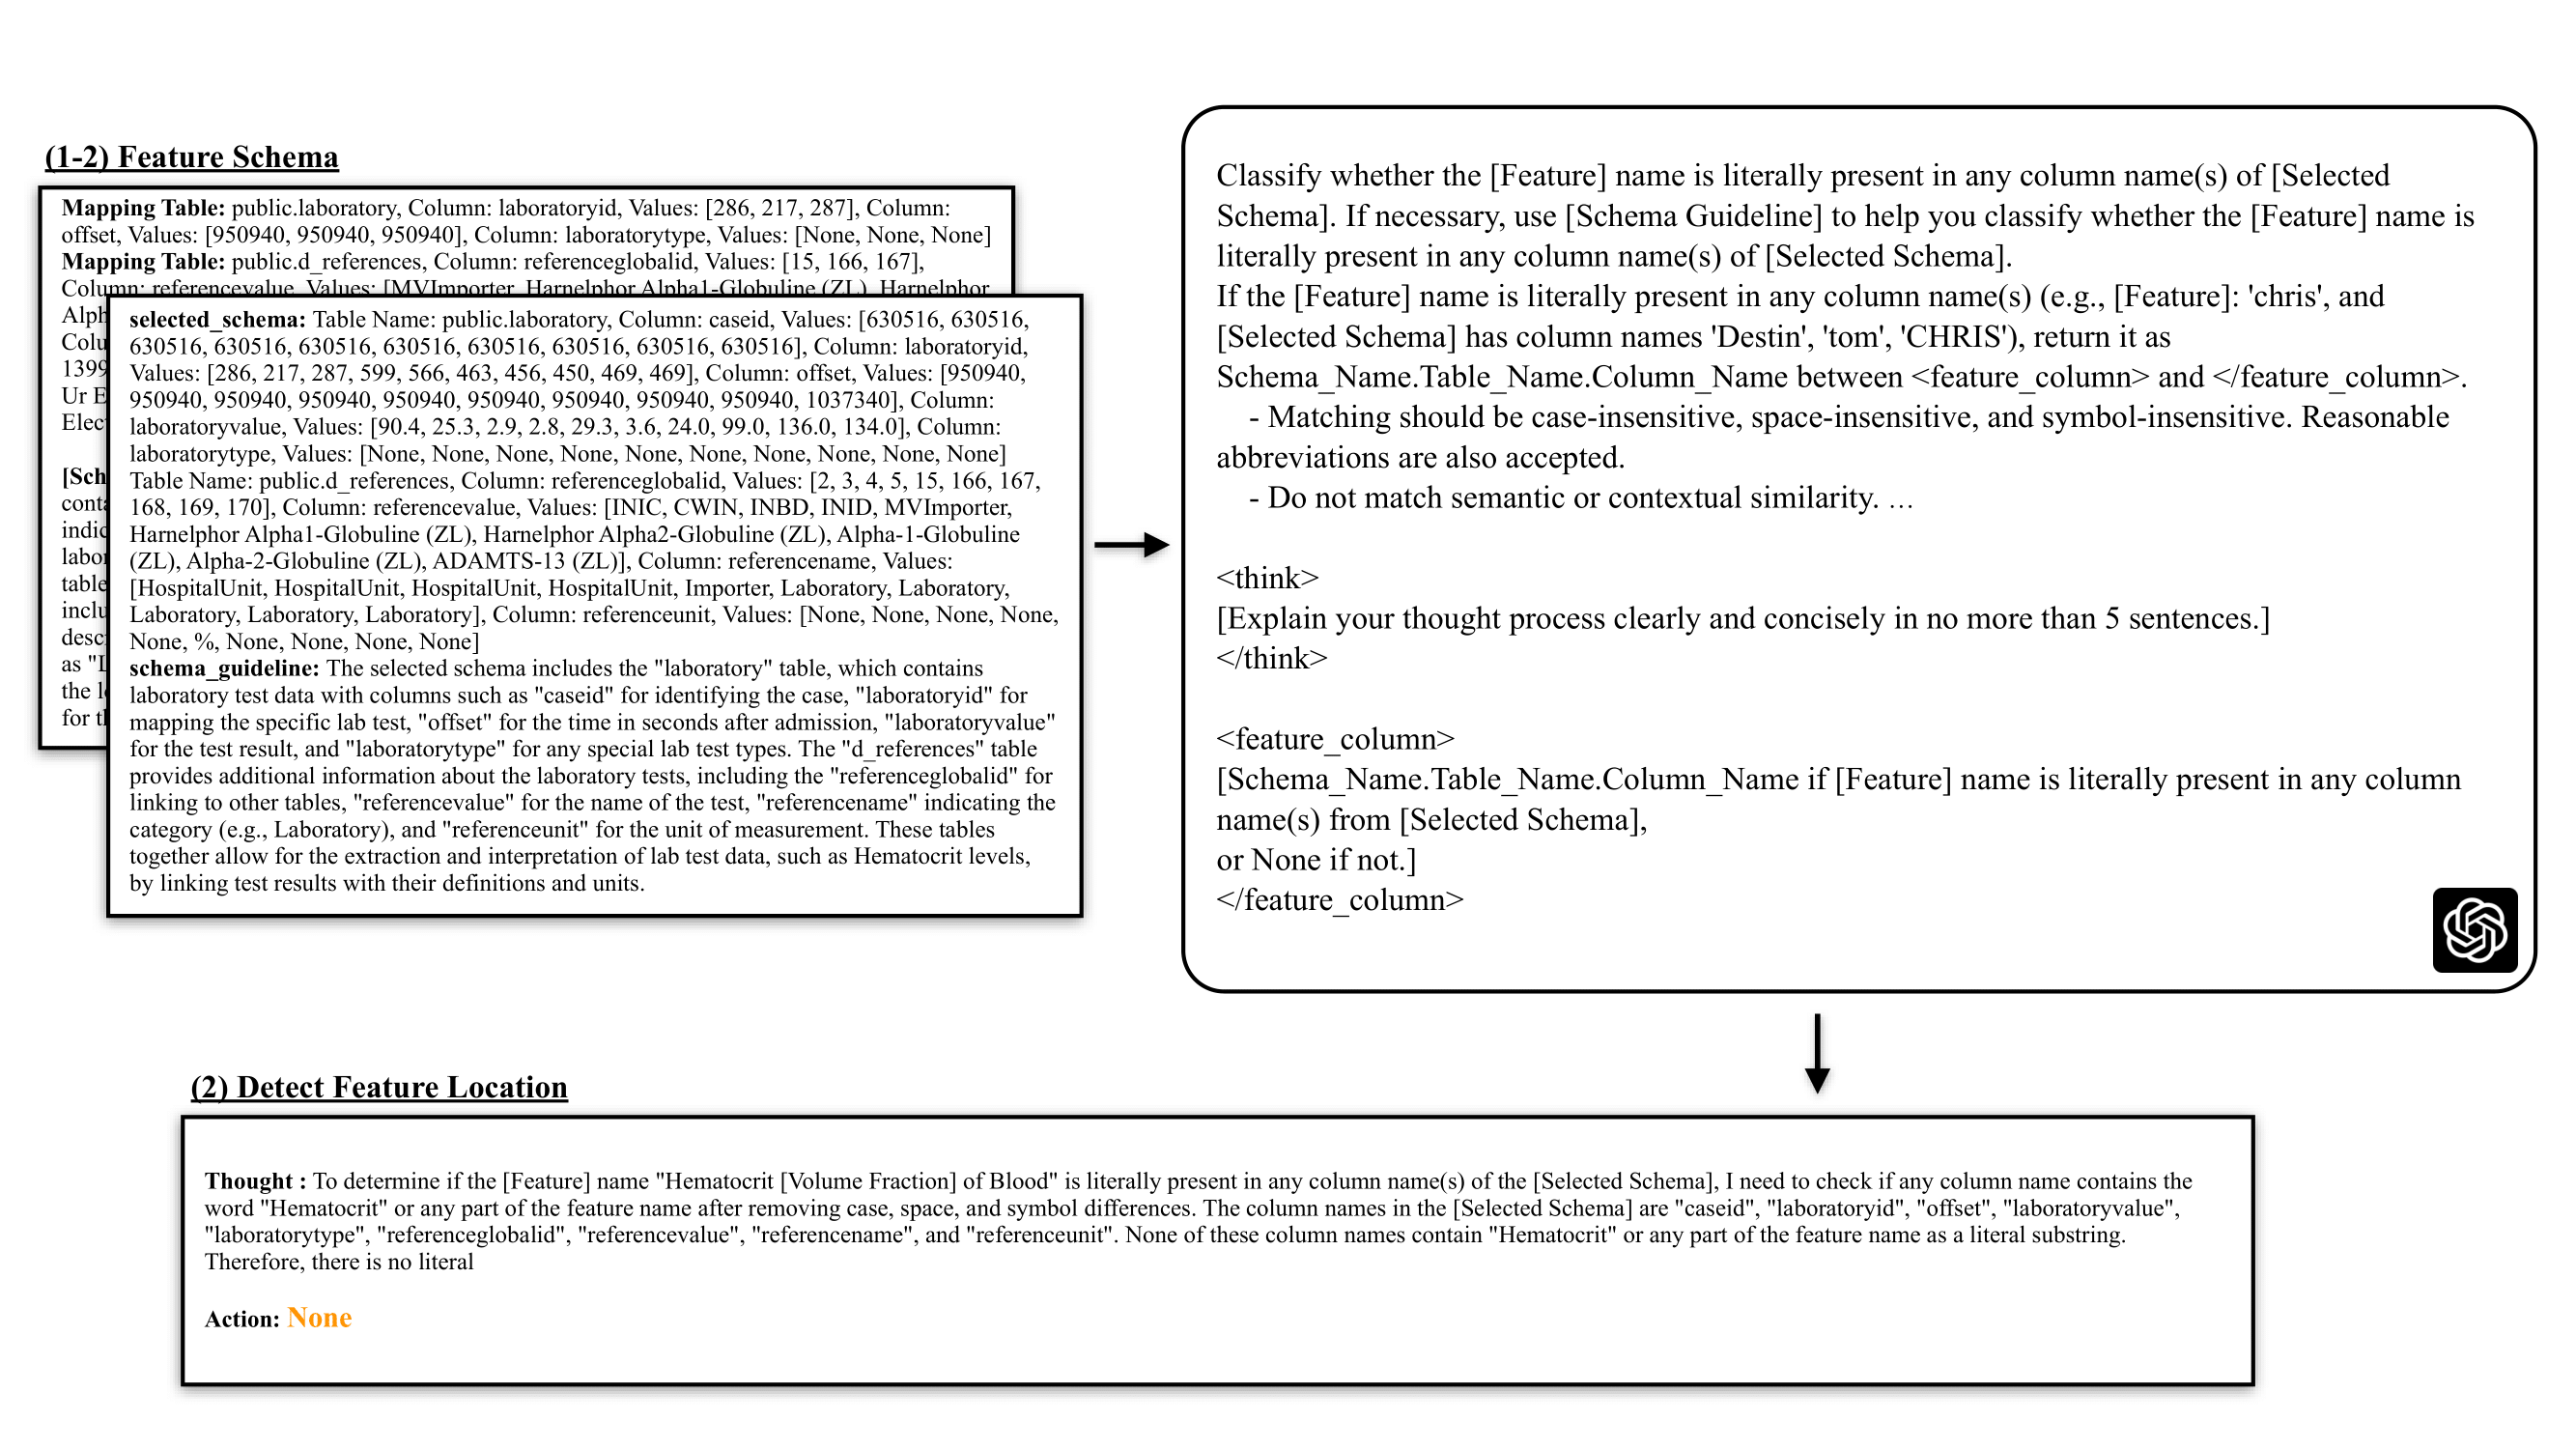 (1-2) Feature Schema
Mapping Table: public.laboratory, Column: laboratoryid, Values: [286, 217, 287], Column:
offset, Values: [950940, 950940, 950940], Column: laboratorytype, Values: [None, None, None]
Mapping Table: public.d_references, Column: referenceglobalid, Values: [15, 166, 167],
Column: referencevalue, Values: [MVImporter, Harnelphor Alpha1-Globuline (ZL), Harnelphor
Alph
Colu
1399
Ur E
Elec
[Sch
conta
indic
labor
table
inclu
desc
as "L
the l
for t
selected_schema: Table Name: public.laboratory, Column: caseid, Values: [630516, 630516,
630516, 630516, 630516, 630516, 630516, 630516, 630516, 630516], Column: laboratoryid,
Values: [286, 217, 287, 599, 566, 463, 456, 450, 469, 469], Column: offset, Values: [950940,
950940, 950940, 950940, 950940, 950940, 950940, 950940, 1037340], Column:
laboratoryvalue, Values: [90.4, 25.3, 2.9, 2.8, 29.3, 3.6, 24.0, 99.0, 136.0, 134.0], Column:
laboratorytype, Values: [None, None, None, None, None, None, None, None, None, None]
Table Name: public.d_references, Column: referenceglobalid, Values: [2, 3, 4, 5, 15, 166, 167,
168, 169, 170], Column: referencevalue, Values: [INIC, CWIN, INBD, INID, MVImporter,
Harnelphor Alpha1-Globuline (ZL), Harnelphor Alpha2-Globuline (ZL), Alpha-1-Globuline
(ZL), Alpha-2-Globuline (ZL), ADAMTS-13 (ZL)], Column: referencename, Values:
[HospitalUnit, HospitalUnit, HospitalUnit, HospitalUnit, Importer, Laboratory, Laboratory,
Laboratory, Laboratory, Laboratory], Column: referenceunit, Values: [None, None, None, None,
None, %, None, None, None, None]
schema_guideline: The selected schema includes the "laboratory" table, which contains
laboratory test data with columns such as "caseid" for identifying the case, "laboratoryid" for
mapping the specific lab test, "offset" for the time in seconds after admission, "laboratoryvalue"
for the test result, and "laboratorytype" for any special lab test types. The "d_references" table
provides additional information about the laboratory tests, including the "referenceglobalid" for
linking to other tables, "referencevalue" for the name of the test, "referencename" indicating the
category (e.g., Laboratory), and "referenceunit" for the unit of measurement. These tables
together allow for the extraction and interpretation of lab test data, such as Hematocrit levels,
by linking test results with their definitions and units.
Classify whether the [Feature] name is literally present in any column name(s) of [Selected
Schema]. If necessary, use [Schema Guideline] to help you classify whether the [Feature] name is
literally present in any column name(s) of [Selected Schema].
If the [Feature] name is literally present in any column name(s) (e.g., [Feature]: 'chris', and
[Selected Schema] has column names 'Destin', 'tom', 'CHRIS'), return it as
Schema_Name.Table_Name.Column_Name between <feature_column> and </feature_column>.
- Matching should be case-insensitive, space-insensitive, and symbol-insensitive. Reasonable
abbreviations are also accepted.
- Do not match semantic or contextual similarity. …
<think>
[Explain your thought process clearly and concisely in no more than 5 sentences.]
</think>
<feature_column>
[Schema_Name.Table_Name.Column_Name if [Feature] name is literally present in any column
name(s) from [Selected Schema],
or None if not.]
</feature_column>
(2) Detect Feature Location
Thought : To determine if the [Feature] name "Hematocrit [Volume Fraction] of Blood" is literally present in any column name(s) of the [Selected Schema], I need to check if any column name contains the
word "Hematocrit" or any part of the feature name after removing case, space, and symbol differences. The column names in the [Selected Schema] are "caseid", "laboratoryid", "offset", "laboratoryvalue",
"laboratorytype", "referenceglobalid", "referencevalue", "referencename", and "referenceunit". None of these column names contain "Hematocrit" or any part of the feature name as a literal substring.
Therefore, there is no literal
Action: None